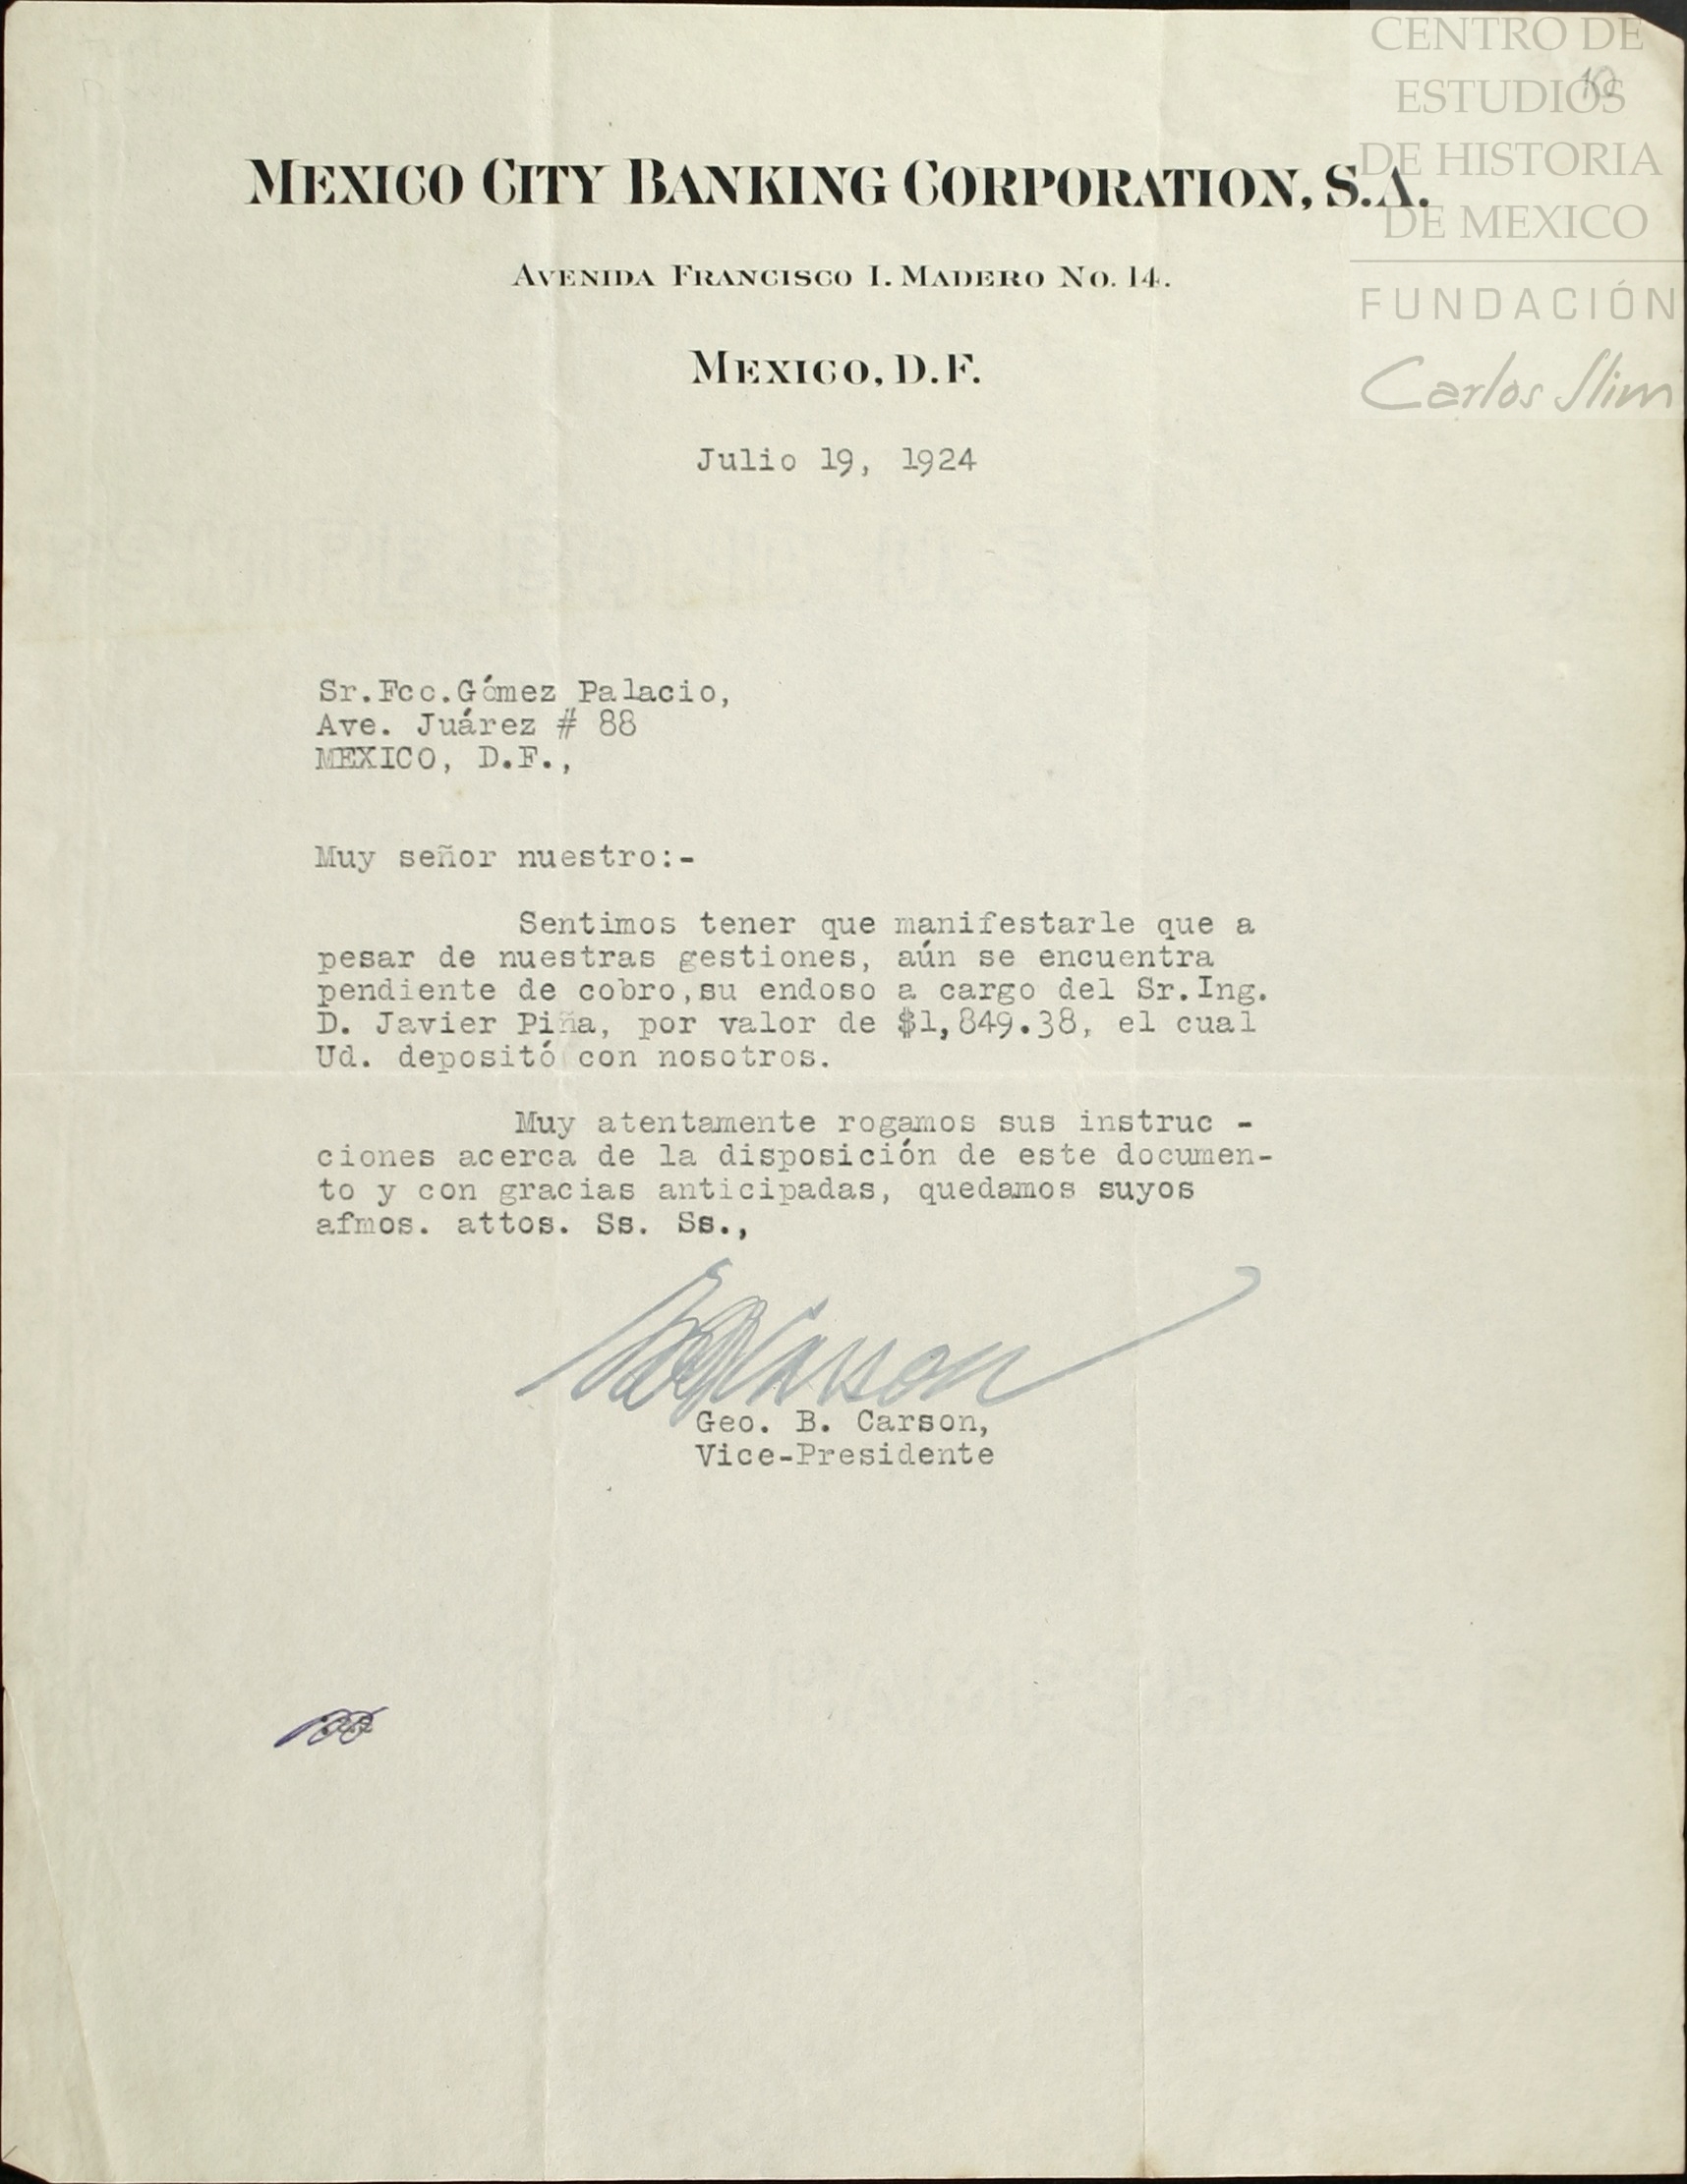 CENTRO DE
ESTUDIOS
DE HISTORIA
DE MEXICO
FUNDACIÓN
Carlos Slim
10
MEXICO CITY BANKING CORPORATION, S.A.
AVENIDA FRANCISCO I. MADERO NO. 14.
MEXICO, D.F.
Julio 19, 1924
Sr.Fco.Gómez Palacio,
Ave. Juárez # 88
MEXICO, D.F.,
Muy señor nuestro:-
Sentimos tener que manifestarle que a
pesar de nuestras gestiones, aún se encuentra
pendiente de cobro,su endoso a cargo del Sr.Ing.
D. Javier Piña, por valor de $1,849.38, el cual
Ud. depositó con nosotros.
Muy atentamente rogamos sus instruc -
ciones acerca de la disposición de este documen-
to y con gracias anticipadas, quedamos suyos
afmos. attos. Ss. Ss.,
Geo B Carson
Geo. B. Carson,
Vice-Presidente